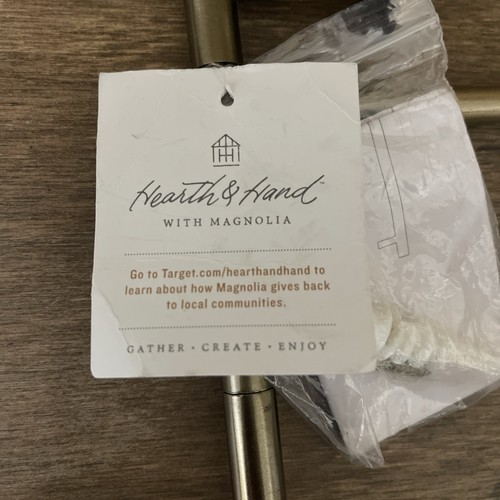 Hearth & Hand™
WITH MAGNOLIA
Go to Target.com/hearthandhand to
learn about how Magnolia gives back
to local communities.
GATHER • CREATE • ENJOY